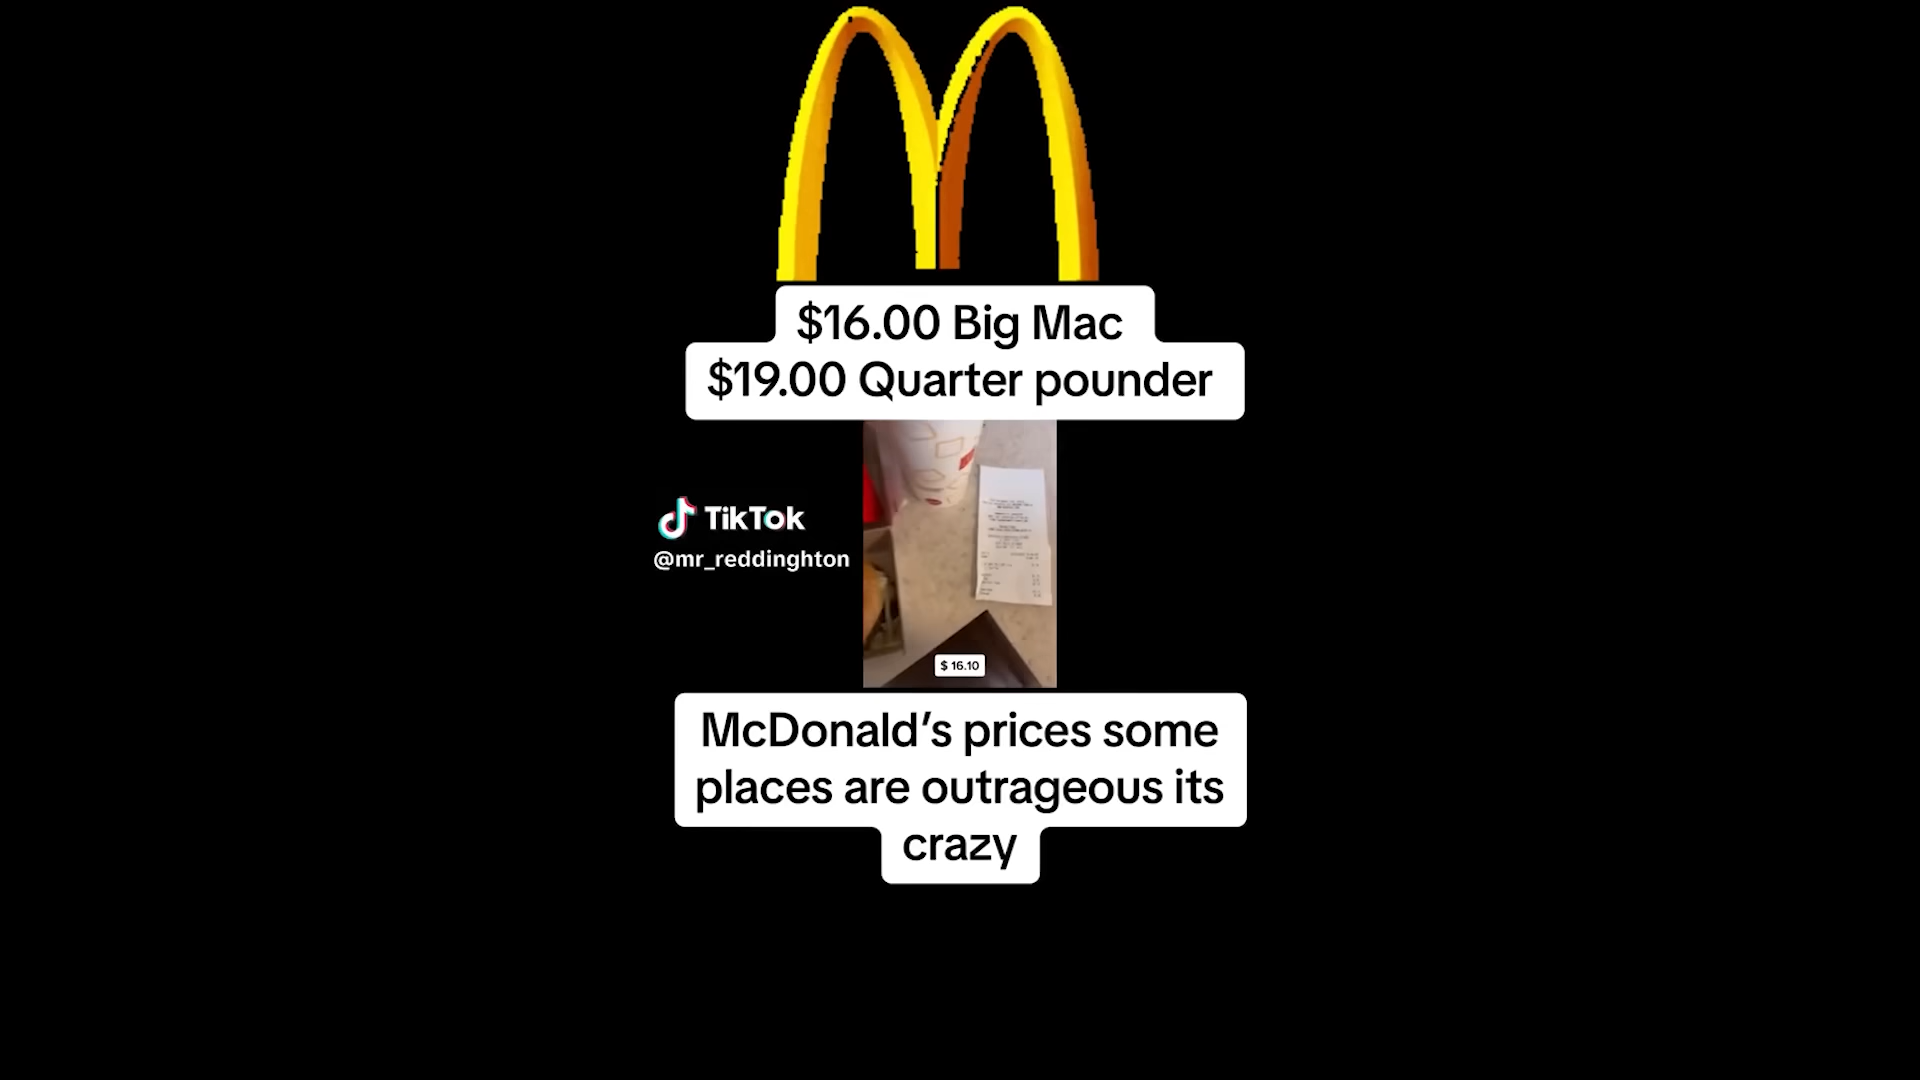 $16.00 Big Mac
$19.00 Quarter pounder
TikTok
@mr_reddinghton
$ 16.10
McDonald’s prices some
places are outrageous its
crazy